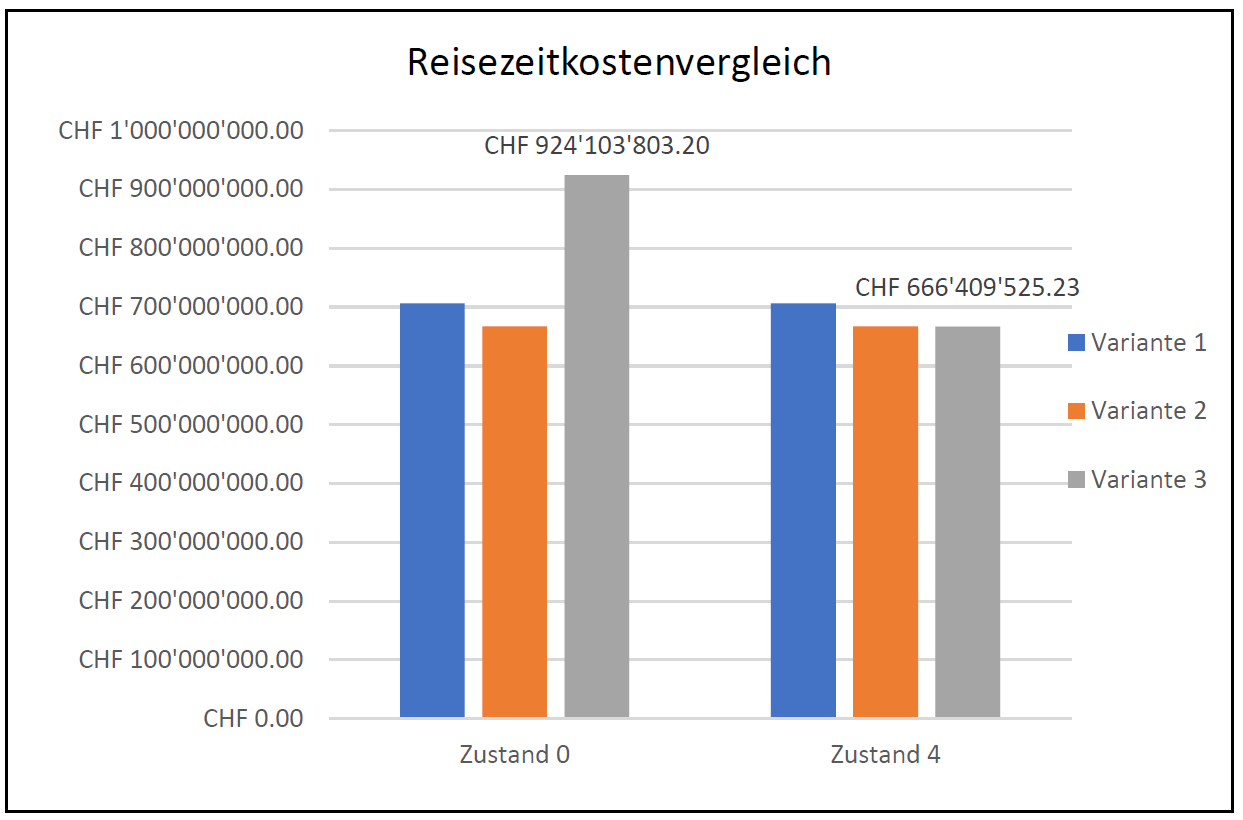 Reisezeitkostenvergleich
CHF 1'000'000'000.00
CHF 924'103'803.20
CHF 900'000'000.00
CHF 800'000'000.00
CHF 700'000'000.00
CHF 666'409'525.23
CHF 600'000'000.00
CHF 500'000'000.00
CHF 400'000'000.00
CHF 300'000'000.00
CHF 200'000'000.00
CHF 100'000'000.00
CHF 0.00
Zustand 0
Zustand 4
Variante 1
Variante 2
Variante 3